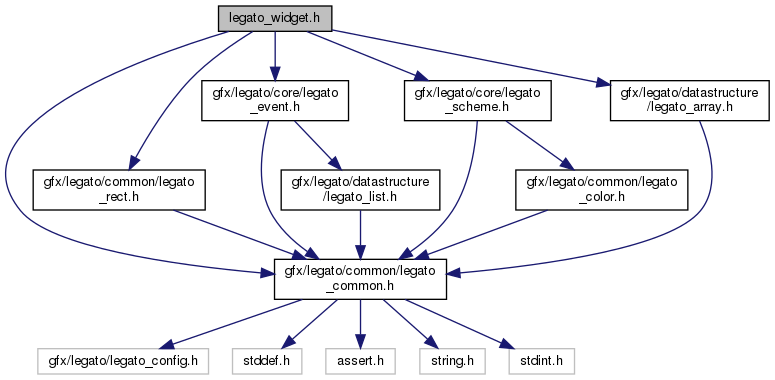 legato_widget.h
gfx/legato/core/legato
_event.h
gfx/legato/core/legato
_scheme.h
gfx/legato/datastructure
/legato_array.h
gfx/legato/common/legato
_rect.h
gfx/legato/datastructure
/legato_list.h
gfx/legato/common/legato
_color.h
gfx/legato/common/legato
_common.h
gfx/legato/legato_config.h
stddef.h
assert.h
string.h
stdint.h